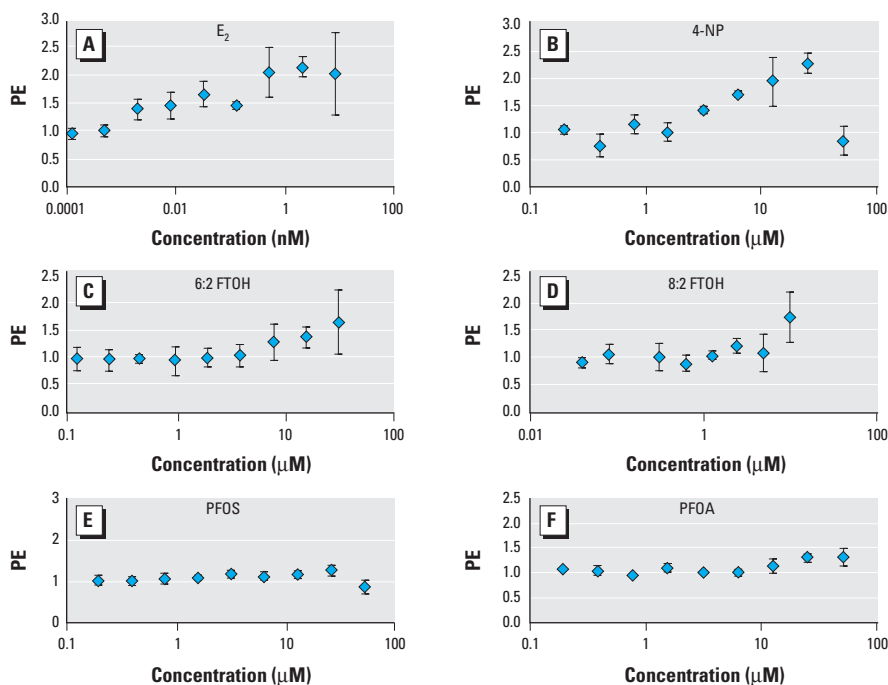 A
E2
3.0
2.5
2.0
1.5
1.0
0.5
0.0
PE
0.0001
0.01
1
100
Concentration (nM)
B
4-NP
3.0
2.5
2.0
1.5
1.0
0.5
0.0
PE
0.1
1
10
100
Concentration (μM)
C
6:2 FTOH
2.5
2.0
1.5
1.0
0.5
0.0
PE
0.1
1
10
100
Concentration (μM)
D
8:2 FTOH
2.5
2.0
1.5
1.0
0.5
0.0
PE
0.01
1
100
Concentration (μM)
E
PFOS
3
2
1
0
PE
0.1
1
10
100
Concentration (μM)
F
PFOA
2.5
2.0
1.5
1.0
0.5
0.0
PE
0.1
1
10
100
Concentration (μM)